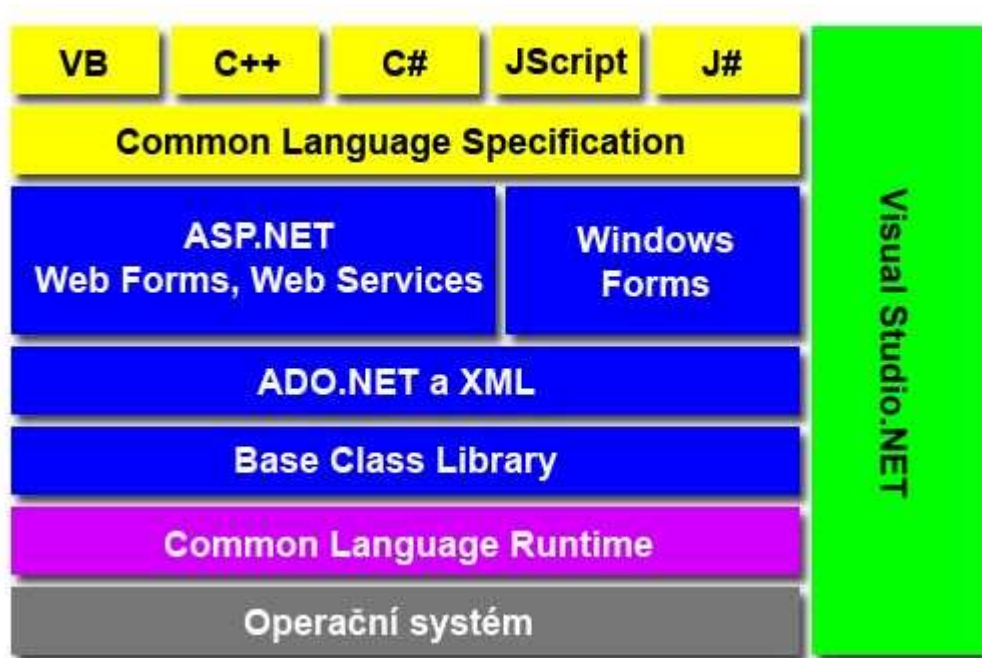 VB
C++
C#
JScript
J#
Common Language Specification
ASP.NET
Web Forms, Web Services
Windows
Forms
ADO.NET a XML
Base Class Library
Common Language Runtime
Operační systém
Visual Studio.NET